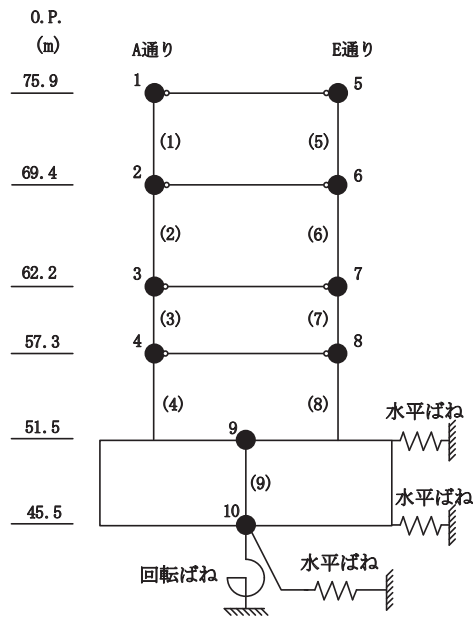 O.P.
(m)
A通り E通り
75.9 1 5
(1) (5)
69.4 2 6
(2) (6)
62.2 3 7
(3) (7)
57.3 4 8
(4) (8)
水平ばね
51.5 9
(9)
水平ばね
45.5 10
水平ばね
回転ばね